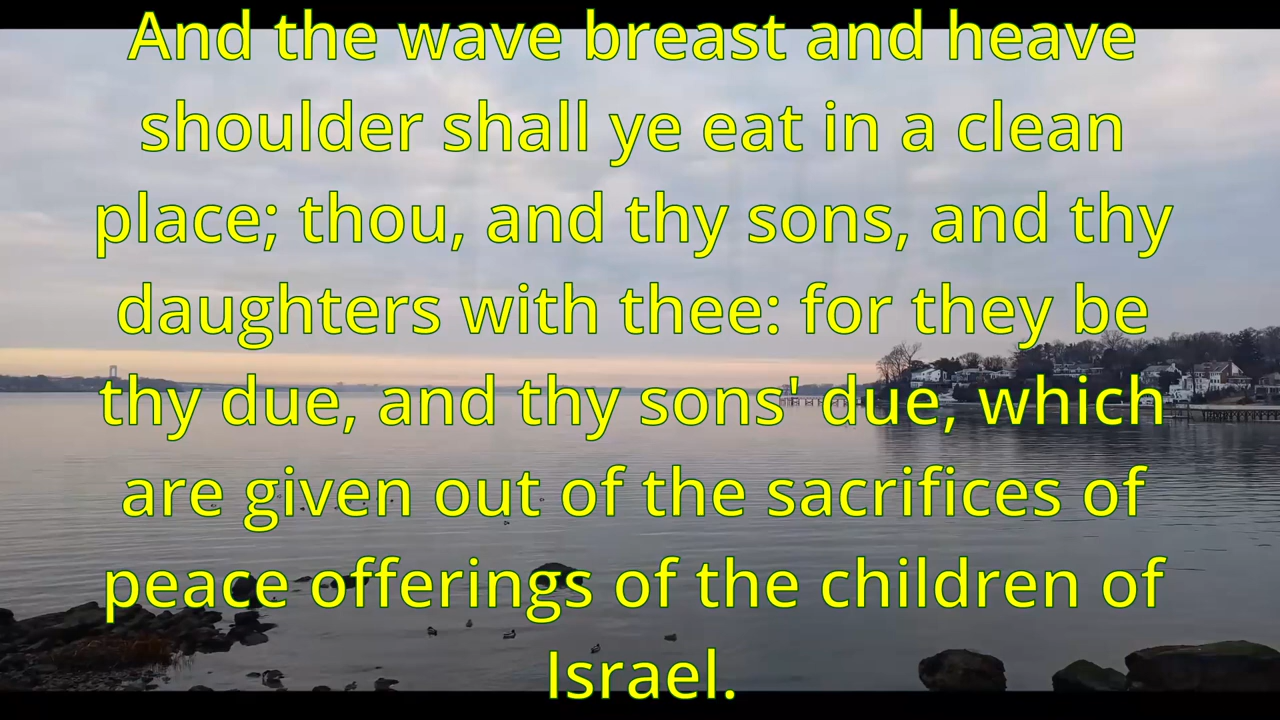 And the wave breast and heave
shoulder shall ye eat in a clean
place; thou, and thy sons, and thy
daughters with thee: for they be
thy due, and thy sons' due, which
are given out of the sacrifices of
peace offerings of the children of
Israel.